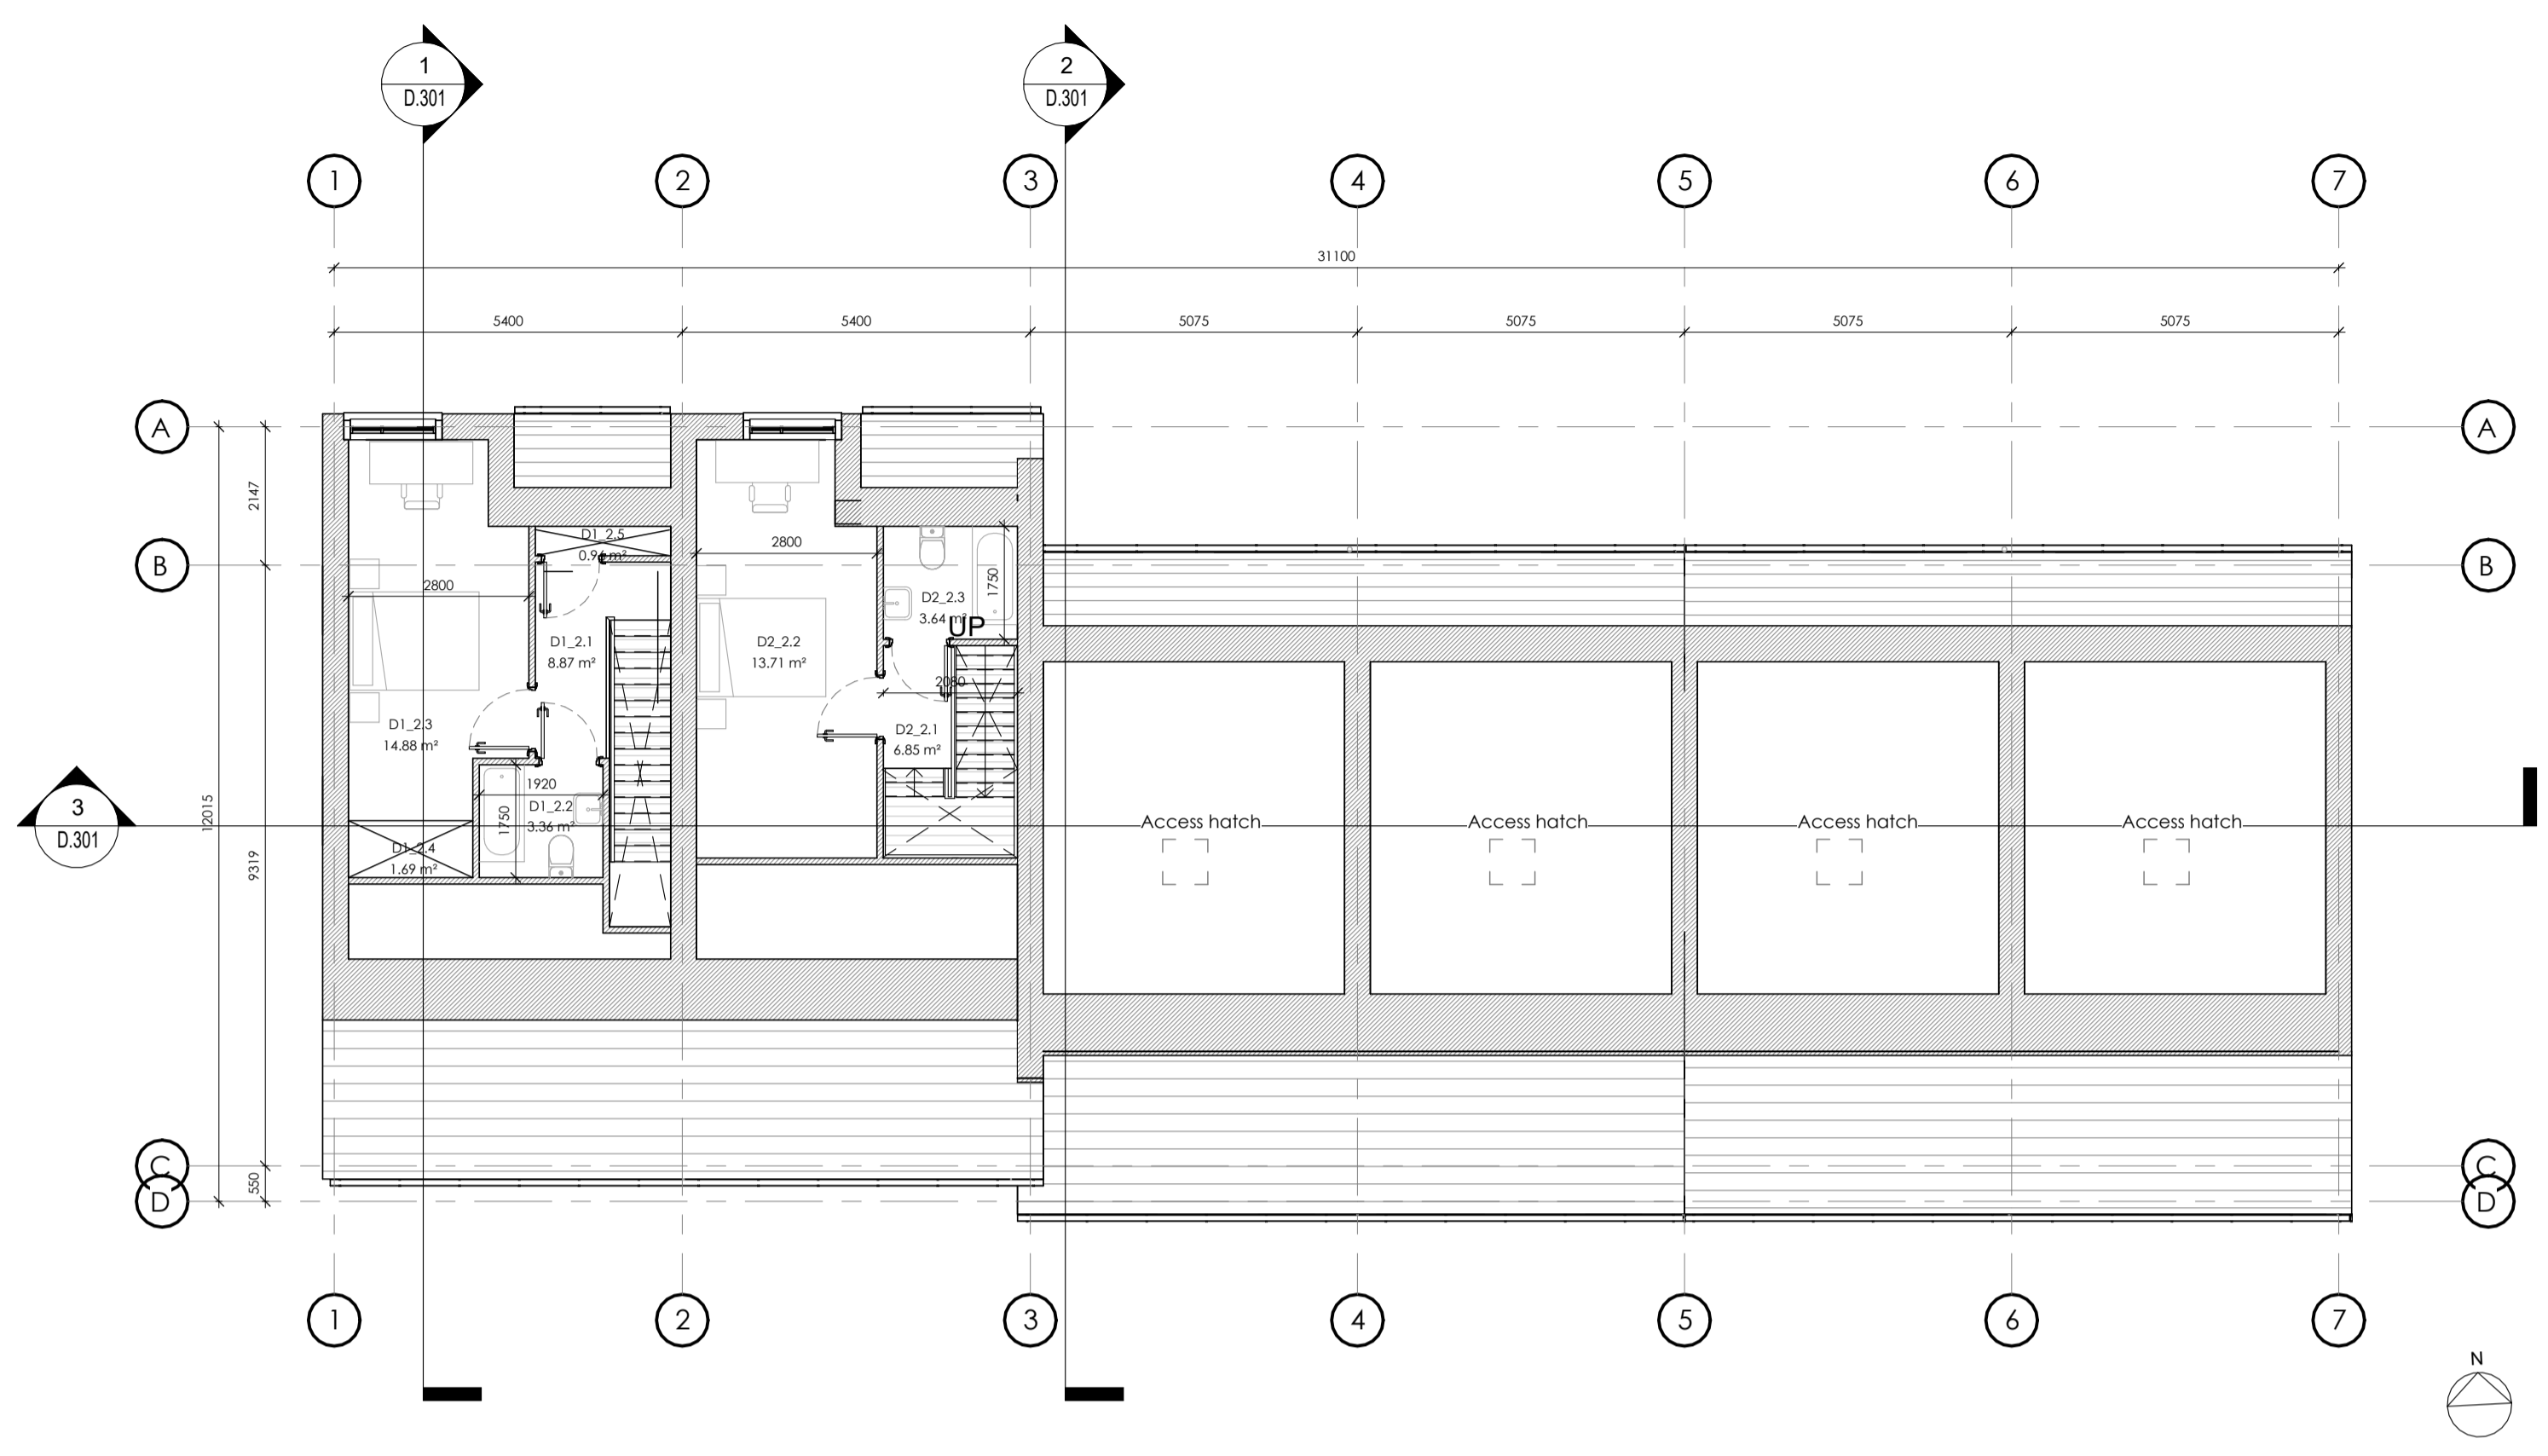 1
D.301
2
D.301
1
2
3
4
5
6
7
31100
5400
5400
5075
5075
5075
5075
A
A
2147
D1_2.5
m²
2800
B
B
2800
1750
D2_2.3
3.64 m²
UP
D1_2.1
8.87 m²
D2_2.2
13.71 m²
2080
D1_2.3
14.88 m²
D2_2.1
6.85 m²
1920
D1_2.2
3.36 m²
1750
3
D.301
12015
9319
Access hatch
Access hatch
Access hatch
Access hatch
D1_2.4
1.69 m²
C
C
550
D
D
1
2
3
4
5
6
7
N